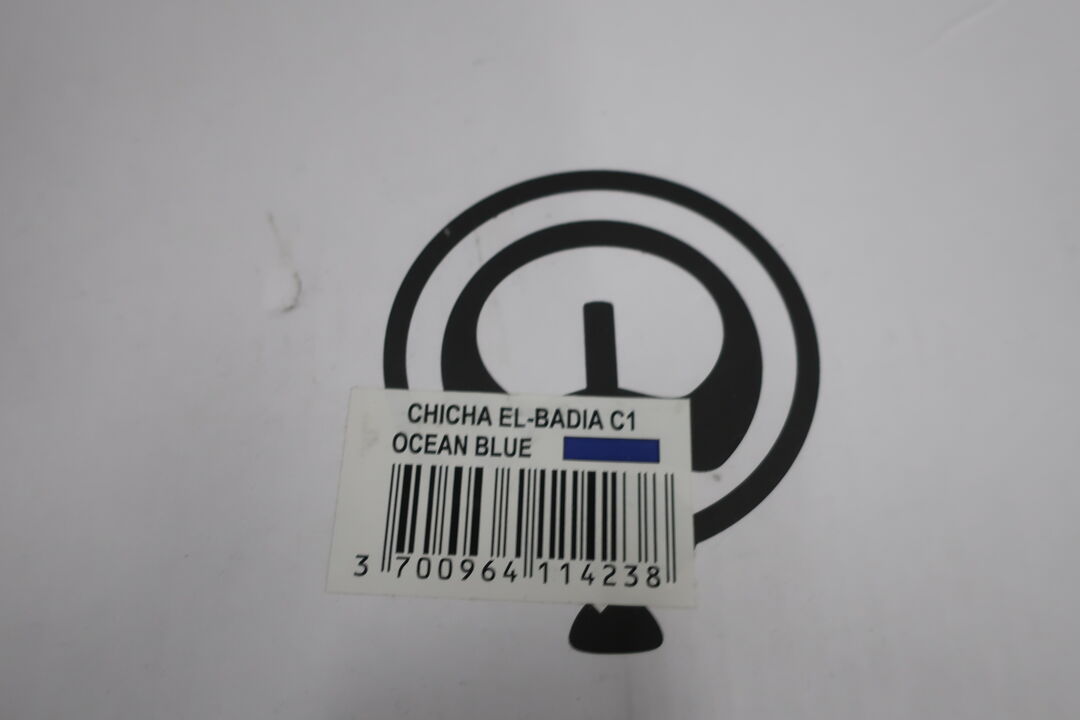 CHICHA EL-BADIA C1
OCEAN BLUE
3 700964 114238